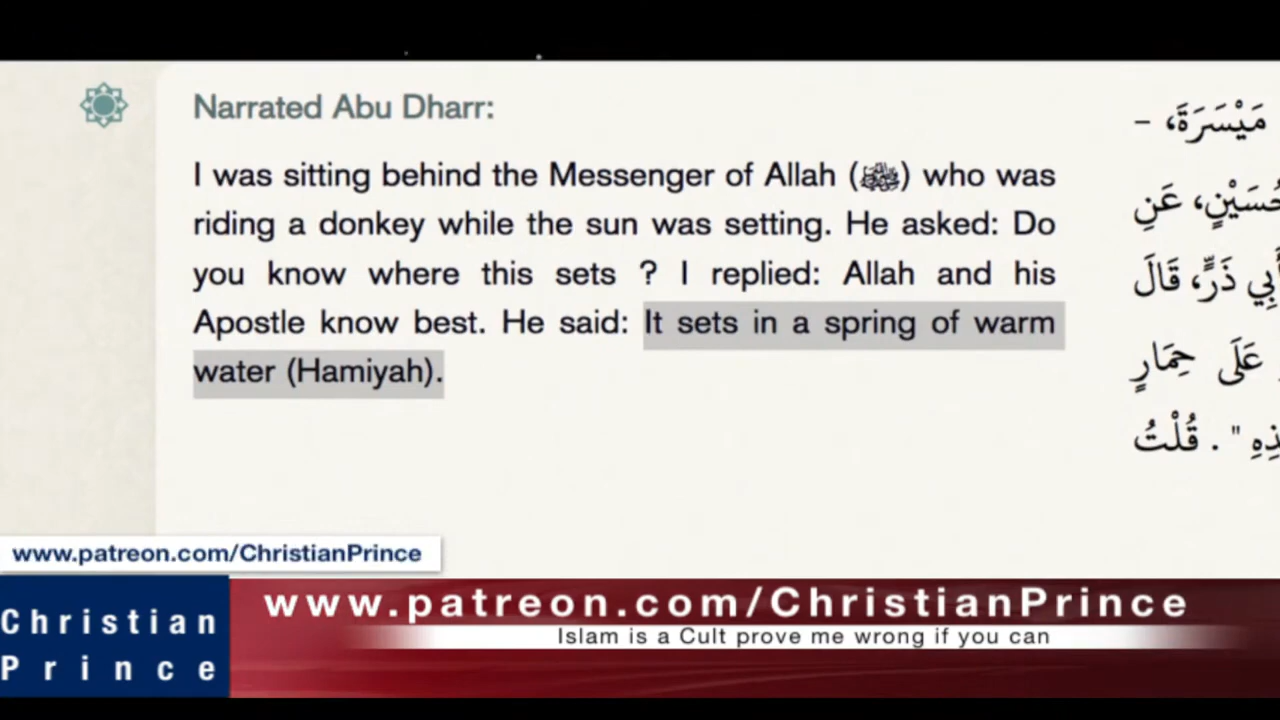 Narrated Abu Dharr:
I was sitting behind the Messenger of Allah (ﷺ) who was
riding a donkey while the sun was setting. He asked: Do
you know where this sets ? I replied: Allah and his
Apostle know best. He said: It sets in a spring of warm
water (Hamiyah).
مَيْسَرَةَ، -
حُسَيْنٍ، عَنِ
أَبِي ذَرٍّ، قَالَ
عَلَى حِمَارٍ
" . قُلْتُ
www.patreon.com/ChristianPrince
Christian
Prince
www.patreon.com/ChristianPrince
Islam is a Cult prove me wrong if you can